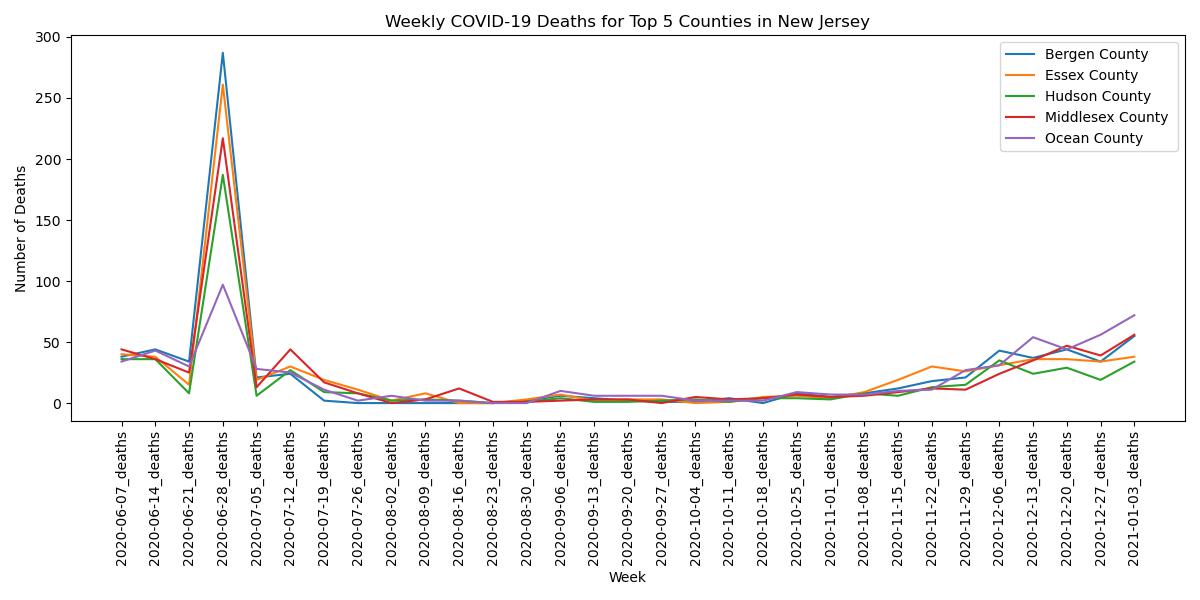 Weekly COVID-19 Deaths for Top 5 Counties in New Jersey
Number of Deaths
300
250
200
150
100
50
0
Bergen County
Essex County
Hudson County
Middlesex County
Ocean County
2020-06-07_deaths
2020-06-14_deaths
2020-06-21_deaths
2020-06-28_deaths
2020-07-05_deaths
2020-07-12_deaths
2020-07-19_deaths
2020-07-26_deaths
2020-08-02_deaths
2020-08-09_deaths
2020-08-16_deaths
2020-08-23_deaths
2020-08-30_deaths
2020-09-06_deaths
2020-09-13_deaths
2020-09-20_deaths
2020-09-27_deaths
2020-10-04_deaths
2020-10-11_deaths
2020-10-18_deaths
2020-10-25_deaths
2020-11-01_deaths
2020-11-08_deaths
2020-11-15_deaths
2020-11-22_deaths
2020-11-29_deaths
2020-12-06_deaths
2020-12-13_deaths
2020-12-20_deaths
2020-12-27_deaths
2021-01-03_deaths
Week